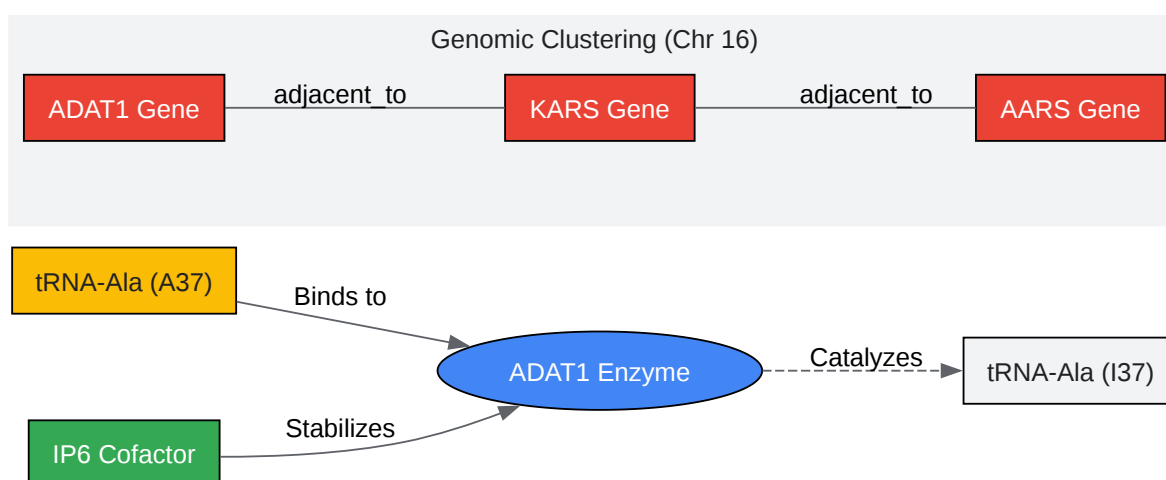 Genomic Clustering (Chr 16)
ADAT1 Gene
adjacent_to
KARS Gene
adjacent_to
AARS Gene
tRNA-Ala (A37)
Binds to
ADAT1 Enzyme
Catalyzes
tRNA-Ala (I37)
Stabilizes
IP6 Cofactor